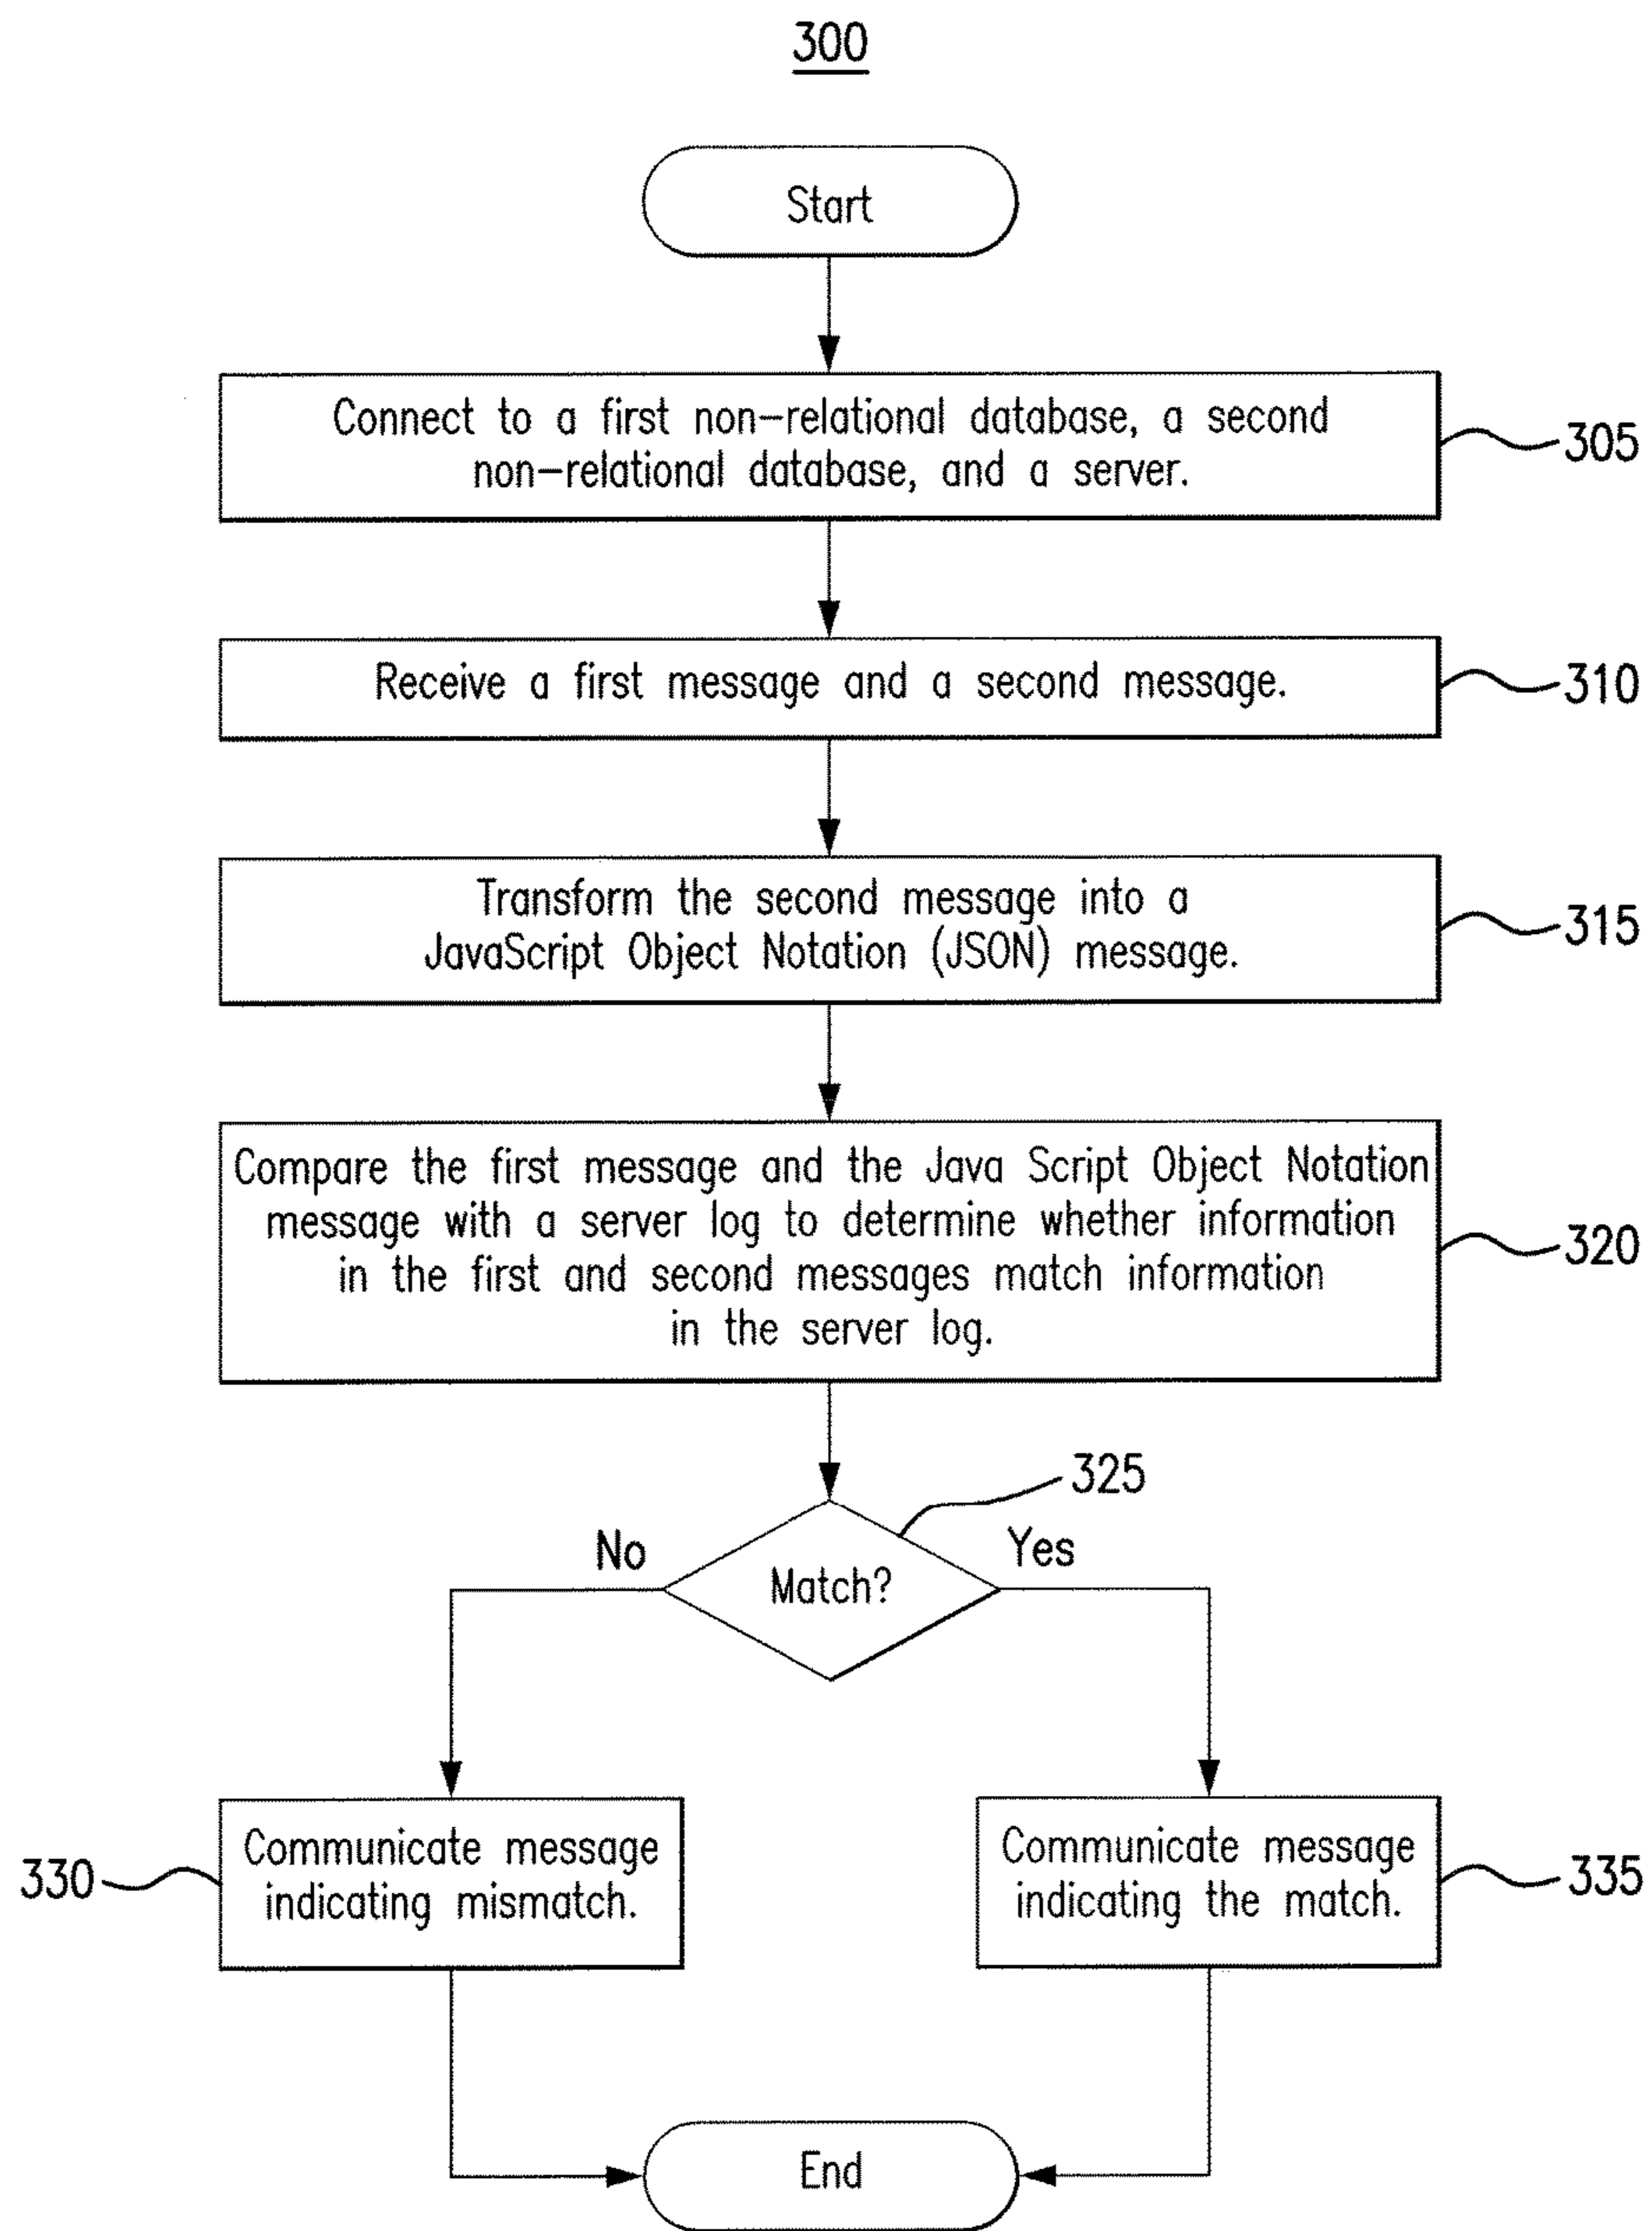 300
Start
Connect to a first non-relational database, a second
non-relational database, and a server.
305
Receive a first message and a second message.
310
Transform the second message into a
JavaScript Object Notation (JSON) message.
315
Compare the first message and the Java Script Object Notation
message with a server log to determine whether information
in the first and second messages match information
in the server log.
320
325
No
Match?
Yes
Communicate message
indicating mismatch.
330
Communicate message
indicating the match.
335
End